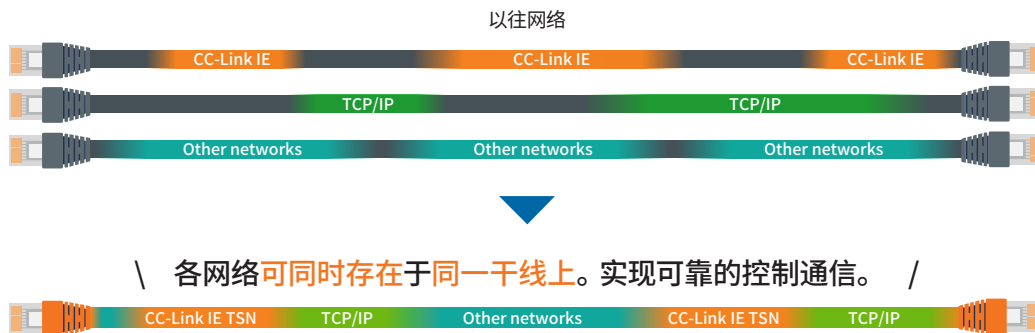 以往网络
CC-Link IE CC-Link IE CC-Link IE
TCP/IP TCP/IP
Other networks Other networks Other networks
\ 各网络可同时存在于同一干线上。实现可靠的控制通信。 /
CC-Link IE TSN TCP/IP Other networks CC-Link IE TSN TCP/IP